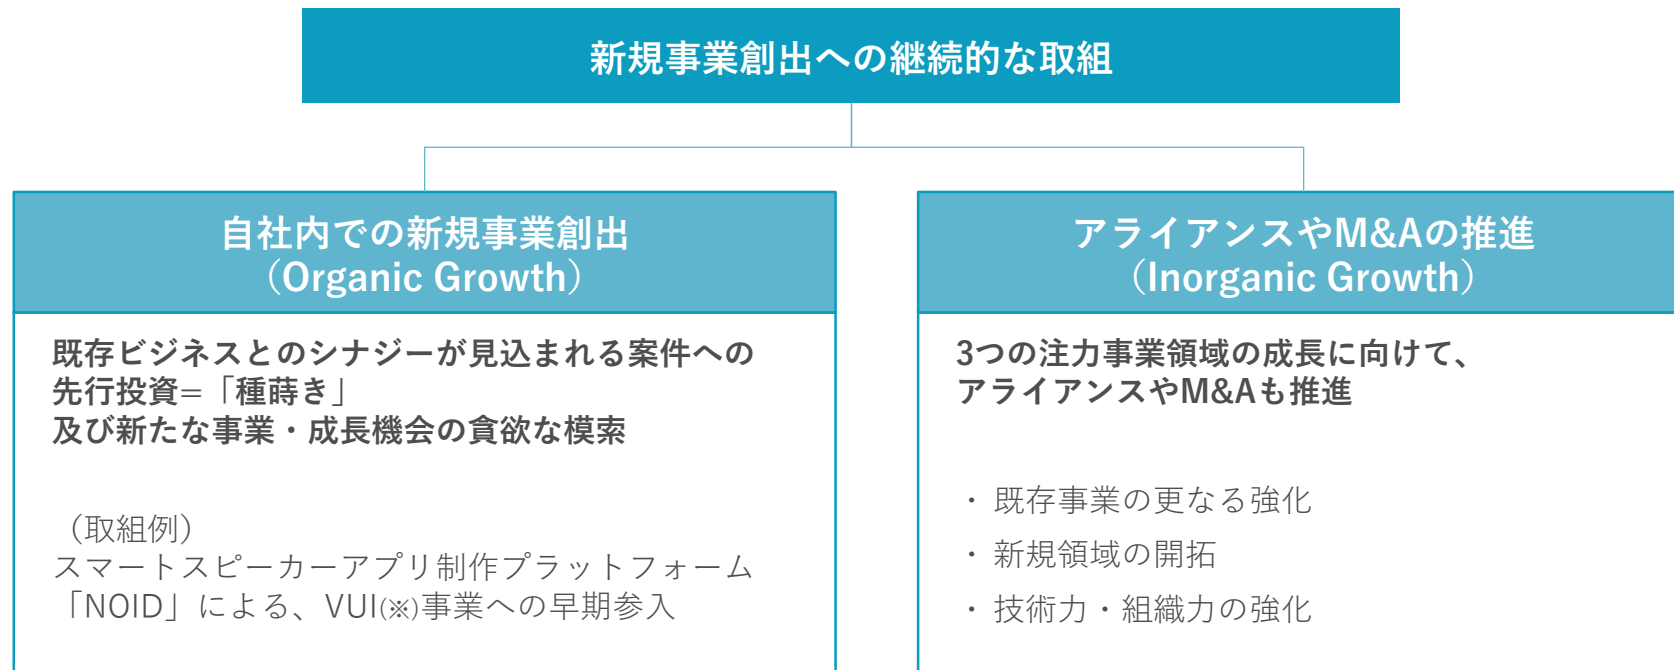 新規事業創出への継続的な取組
自社内での新規事業創出
（Organic Growth）
既存ビジネスとのシナジーが見込まれる案件への
先行投資=「種蒔き」
及び新たな事業・成長機会の貪欲な模索
（取組例）
スマートスピーカーアプリ制作プラットフォーム
「NOID」による、VUI(※)事業への早期参入
アライアンスやM&Aの推進
（Inorganic Growth）
3つの注力事業領域の成長に向けて、
アライアンスやM&Aも推進
・ 既存事業の更なる強化
・ 新規領域の開拓
・ 技術力・組織力の強化